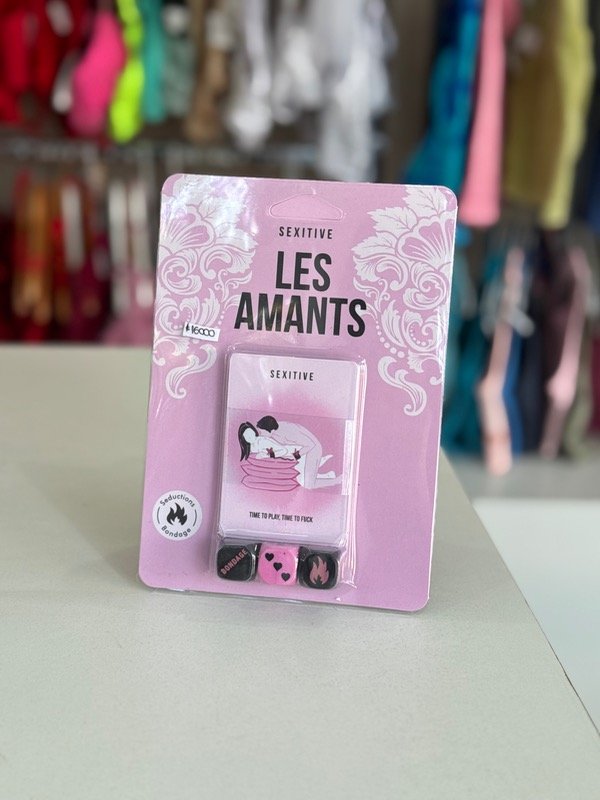 SEXITIVE
LES
AMANTS
$16000
SEXITIVE
TIME TO PLAY, TIME TO FUCK
Seductions
Bondage
BONDAGE